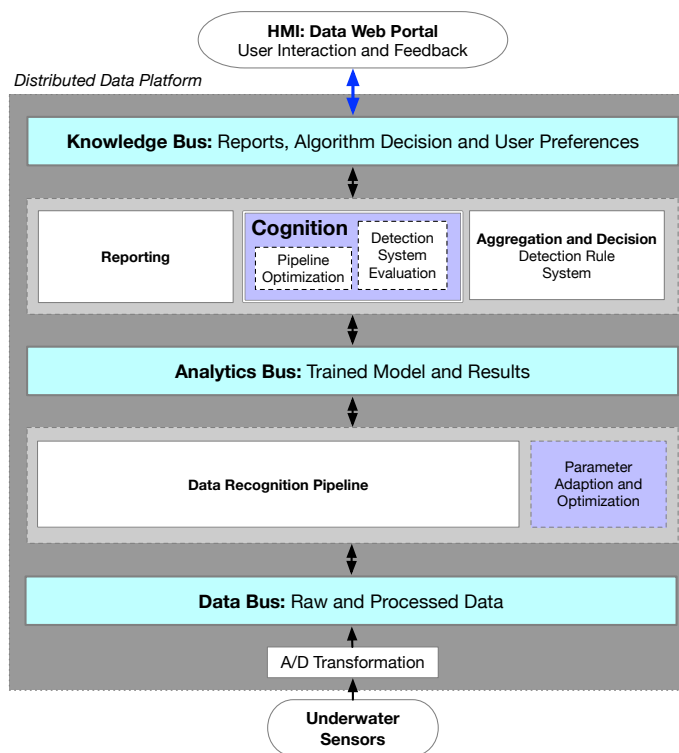 HMI: Data Web Portal
User Interaction and Feedback
Distributed Data Platform
Knowledge Bus: Reports, Algorithm Decision and User Preferences
Reporting
Cognition
Pipeline
Optimization
Detection
System
Evaluation
Aggregation and Decision
Detection Rule
System
Analytics Bus: Trained Model and Results
Data Recognition Pipeline
Parameter
Adaption and
Optimization
Data Bus: Raw and Processed Data
A/D Transformation
Underwater
Sensors